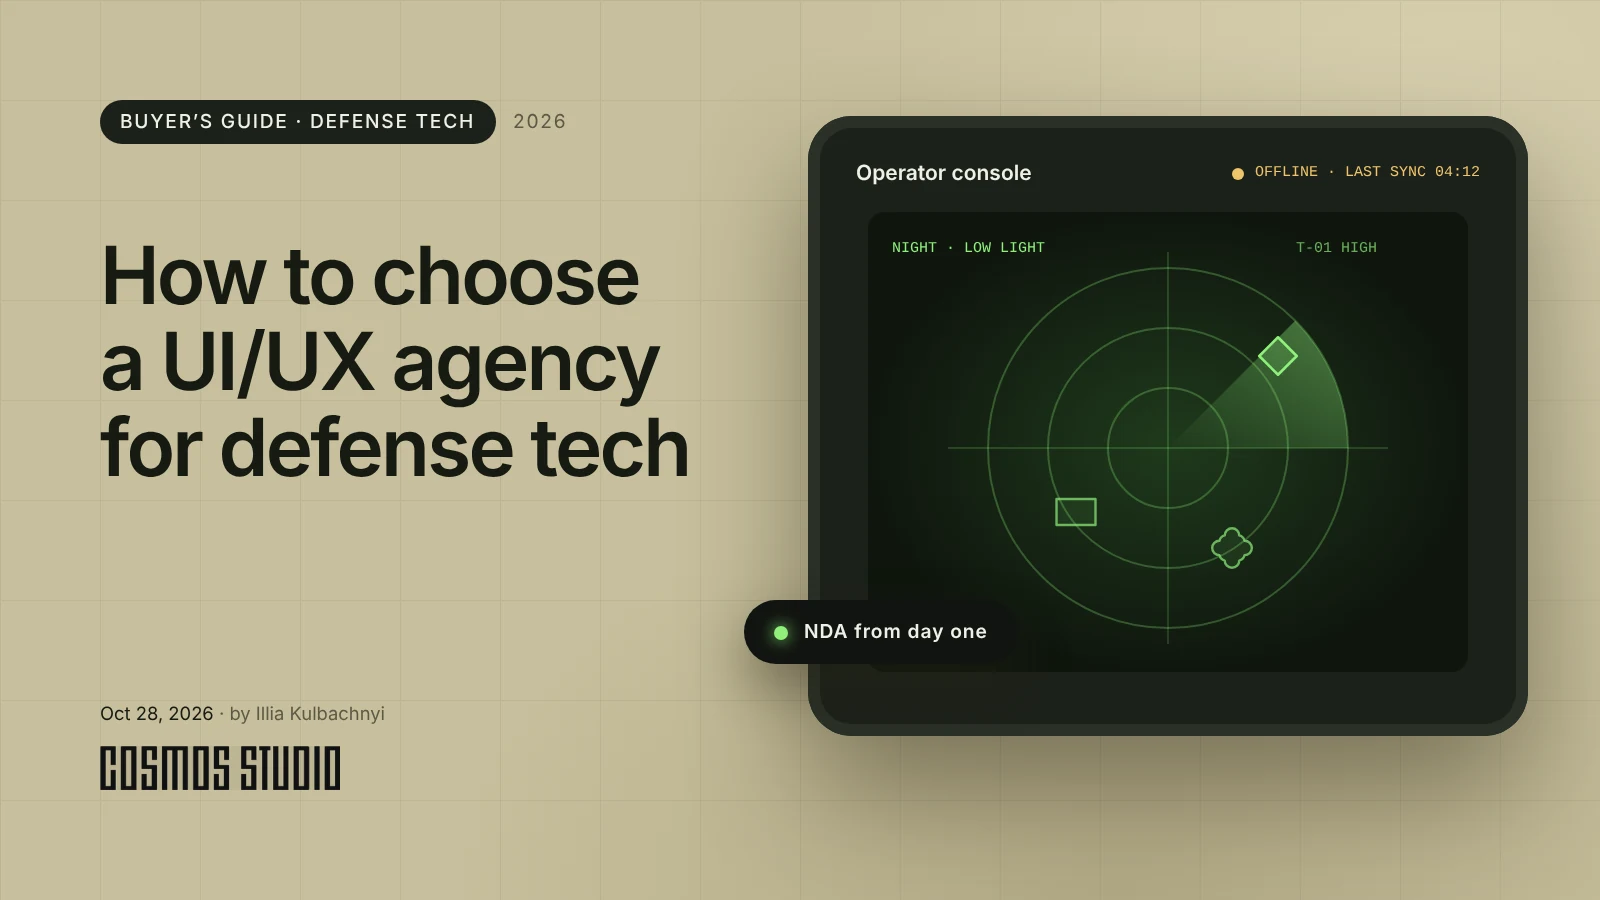 BUYER’S GUIDE · DEFENSE TECH
2026
How to choose
a UI/UX agency
for defense tech
Oct 28, 2026 · by Illia Kulbachnyi
COSMOS STUDIO
Operator console
OFFLINE · LAST SYNC 04:12
NIGHT · LOW LIGHT
T-01 HIGH
NDA from day one